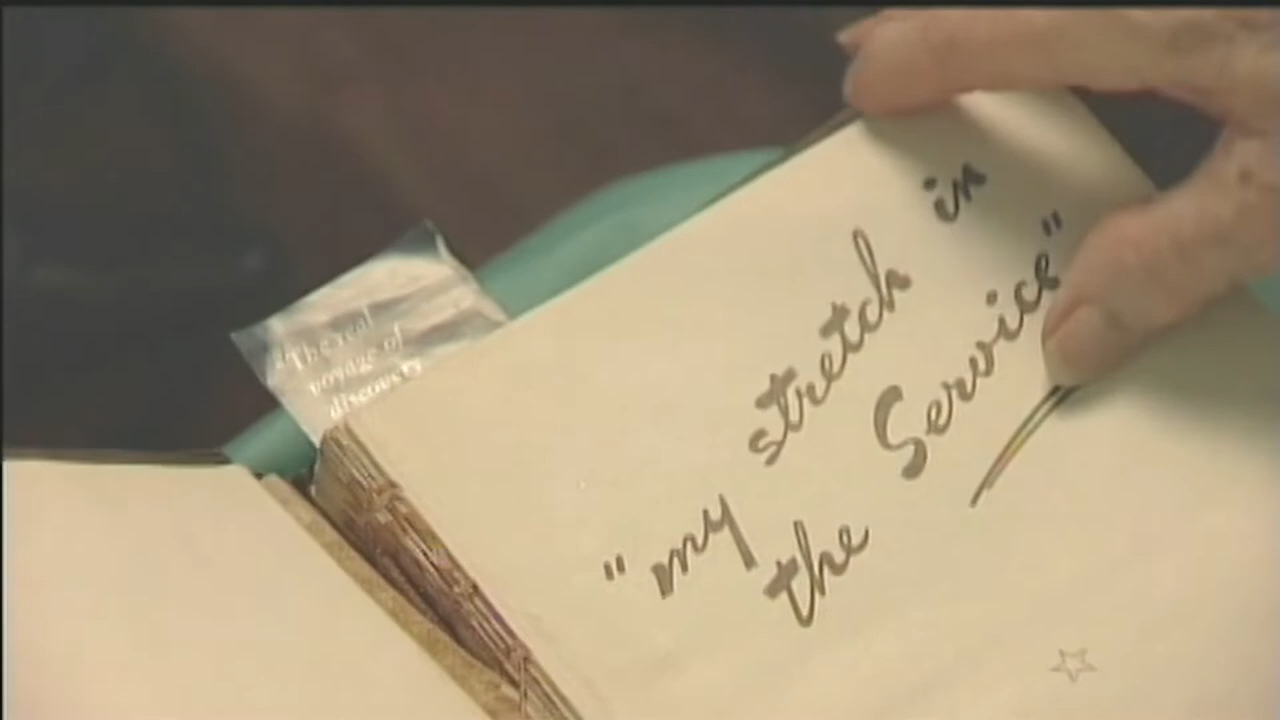 "The real
voyage of
discovery
"my stretch in
the Service"